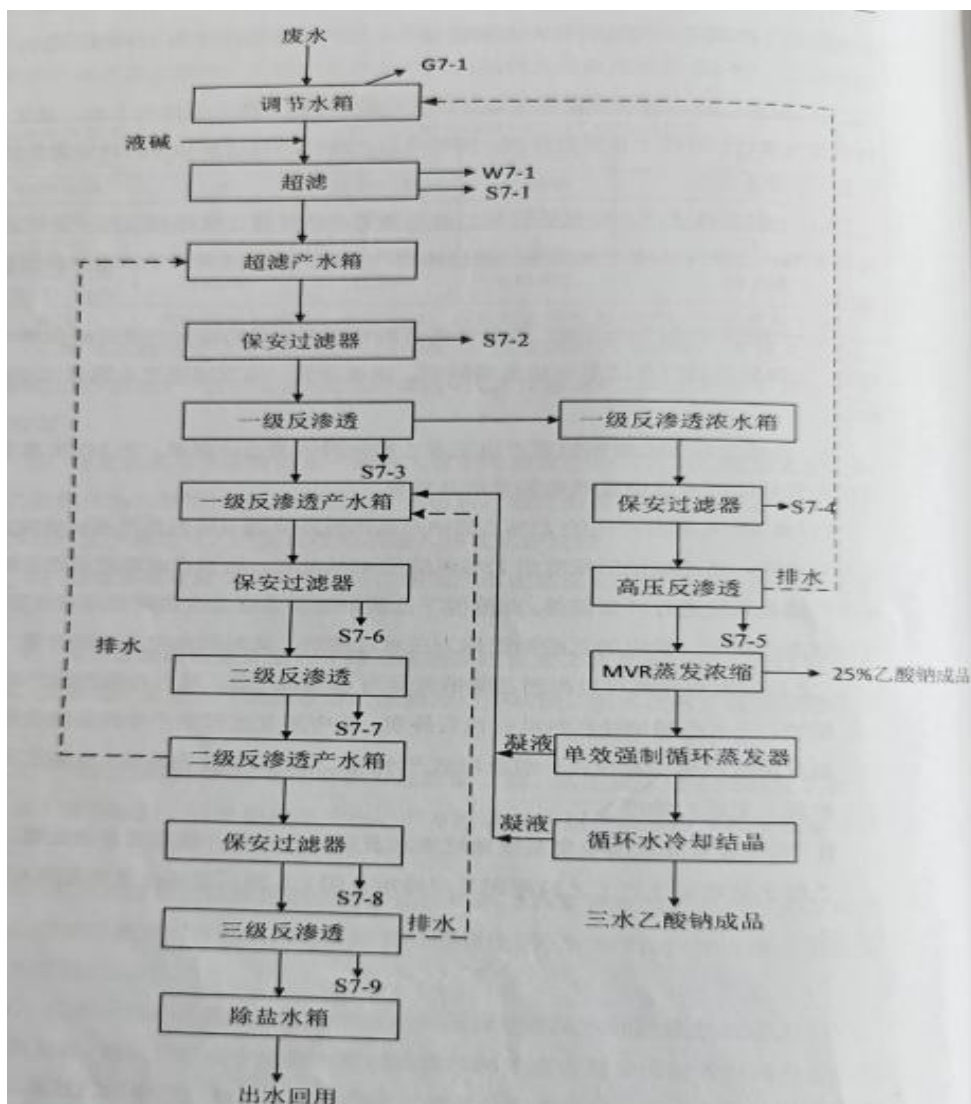 废水
G7-1
调节水箱
液碱
超滤
W7-1
S7-1
超滤产水箱
保安过滤器
S7-2
一级反渗透
一级反渗透浓水箱
S7-3
一级反渗透产水箱
保安过滤器
S7-4
保安过滤器
高压反渗透
排水
S7-6
S7-5
排水
二级反渗透
MVR蒸发浓缩
25%乙酸钠成品
S7-7
二级反渗透产水箱
凝液
单效强制循环蒸发器
保安过滤器
凝液
循环水冷却结晶
S7-8
三级反渗透
排水
三水乙酸钠成品
S7-9
除盐水箱
出水回用